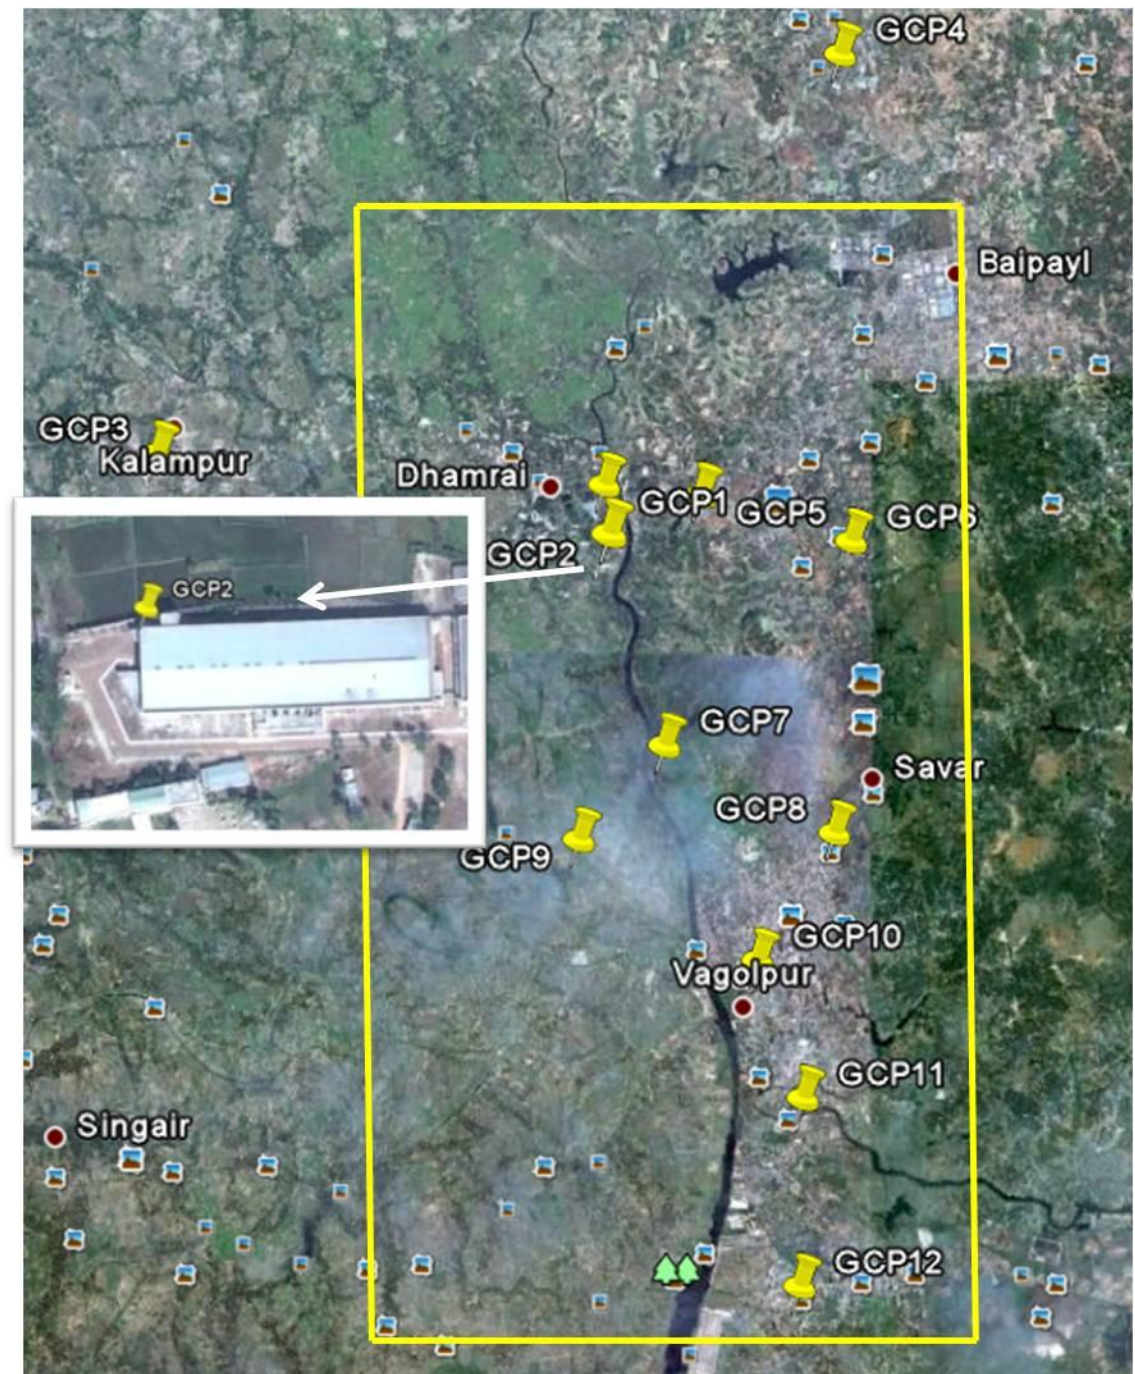 GCP4
Baipayl
GCP3
Kalampur
Dhamrai
GCP1
GCP5
GCP6
GCP2
GCP2
GCP7
Savar
GCP8
GCP9
GCP10
Vagolpur
GCP11
Singair
GCP12